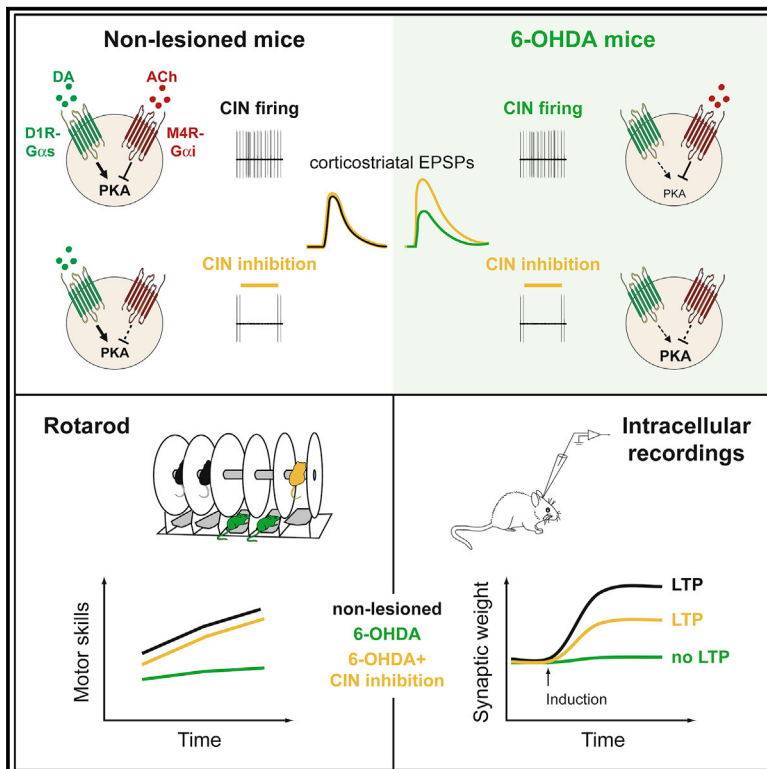 Non-lesioned mice
DA
ACh
D1R-
Gαs
M4R-
Gαi
PKA
CIN firing
corticostriatal EPSPs
CIN inhibition
PKA
6-OHDA mice
CIN firing
PKA
CIN inhibition
PKA
Rotarod
Motor skills
Time
non-lesioned
6-OHDA
6-OHDA+
CIN inhibition
Intracellular
recordings
Synaptic weight
LTP
LTP
no LTP
Induction
Time